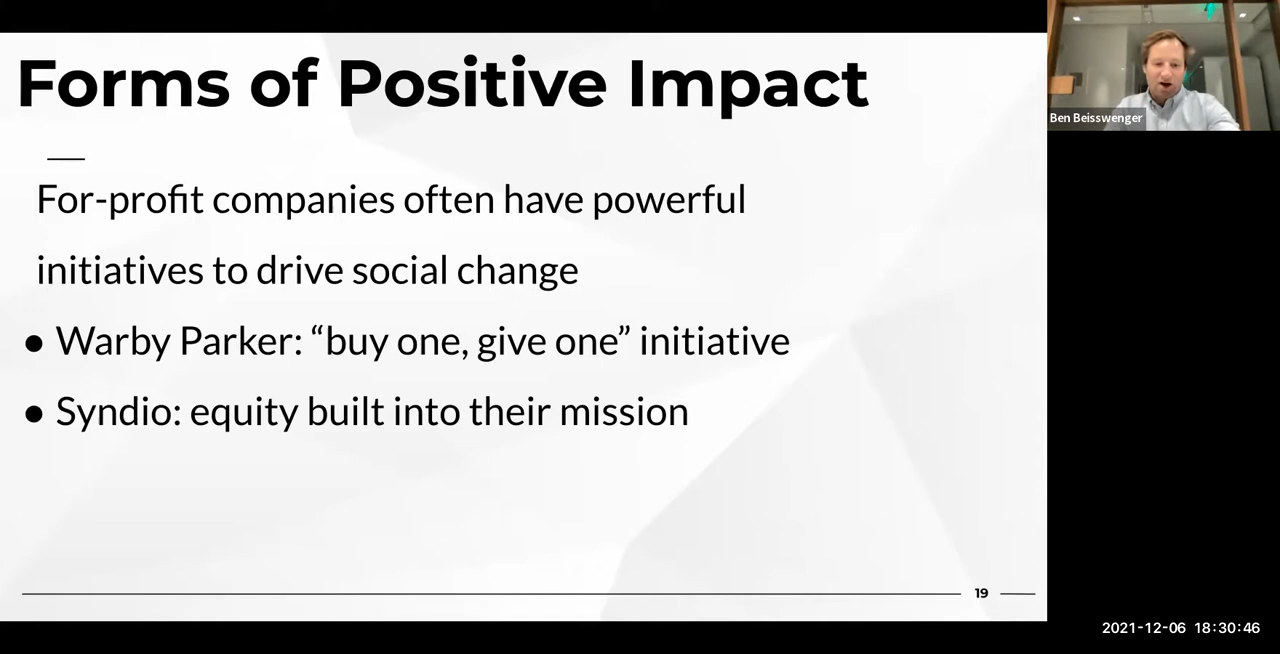 Forms of Positive Impact
For-profit companies often have powerful
initiatives to drive social change
● Warby Parker: “buy one, give one” initiative
● Syndio: equity built into their mission
19
Ben Beisswenger
2021-12-06 18:30:46